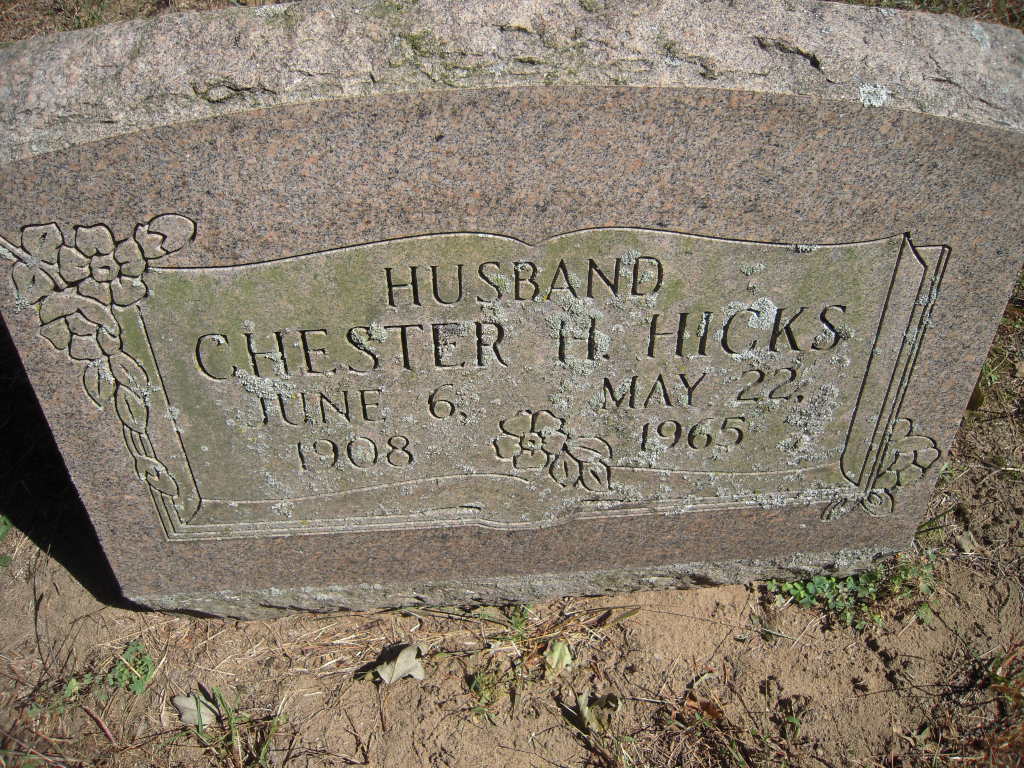 HUSBAND
CHESTER H. HICKS
JUNE 6, MAY 22,
1908 1965